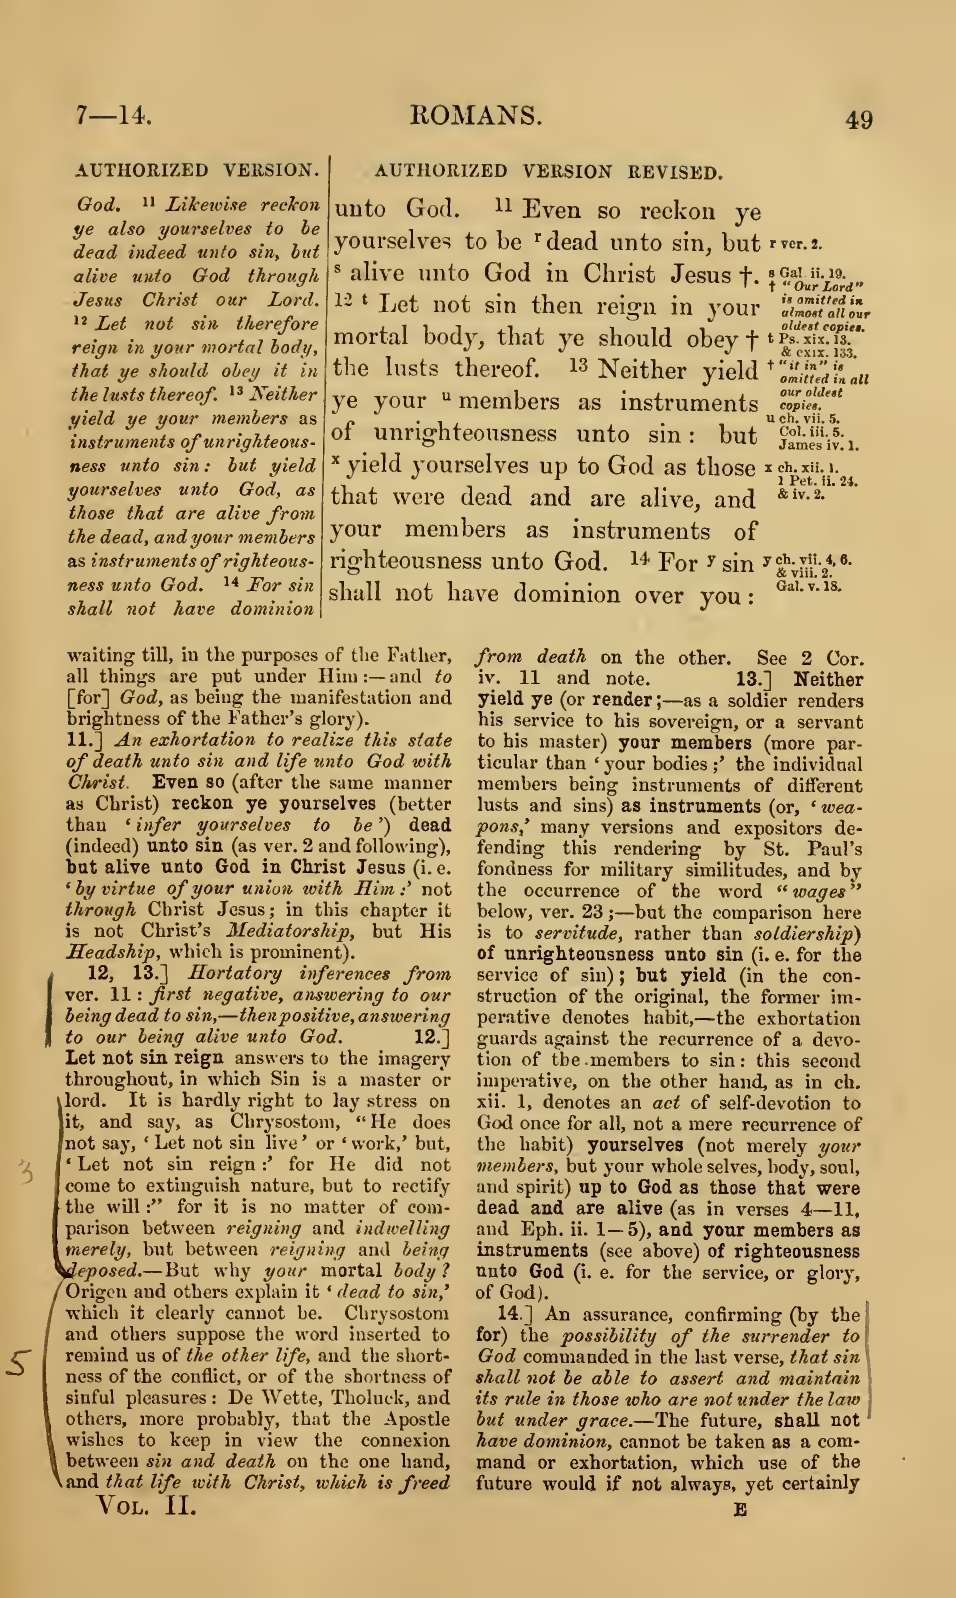 7—14.
ROMANS.
49
AUTHORIZED VERSION.
God. 11 Likewise reckon
ye also yourselves to be
dead indeed unto sin, but
alive unto God through
Jesus Christ our Lord.
12 Let not sin therefore
reign in your mortal body,
that ye should obey it in
the lusts thereof. 13 Neither
yield ye your members as
instruments of unrighteous-
ness unto sin: but yield
yourselves unto God, as
those that are alive from
the dead, and your members
as instruments of righteous-
ness unto God. 14 For sin
shall not have dominion
AUTHORIZED VERSION REVISED.
unto God. 11 Even so reckon ye
yourselves to be r dead unto sin, but
s alive unto God in Christ Jesus †.
12 t Let not sin then reign in your
mortal body, that ye should obey †
the lusts thereof. 13 Neither yield
ye your u members as instruments
of unrighteousness unto sin: but
x yield yourselves up to God as those
that were dead and are alive, and
your members as instruments of
righteousness unto God. 14 For y sin
shall not have dominion over you:
r ver. 2.
s Gal. ii. 19.
† "Our Lord"
is omitted in
almost all our
oldest copies.
t Ps. xix. 13.
& cxix. 133.
† "it in" is
omitted in all
our oldest
copies.
u ch. vii. 5.
Col. iii. 5.
James iv. 1.
x ch. xii. 1.
1 Pet. ii. 24.
& iv. 2.
y ch. vii. 4, 6.
& viii. 2.
Gal. v. 18.
waiting till, in the purposes of the Father,
all things are put under Him:—and to
[for] God, as being the manifestation and
brightness of the Father's glory).
11.] An exhortation to realize this state
of death unto sin and life unto God with
Christ. Even so (after the same manner
as Christ) reckon ye yourselves (better
than 'infer yourselves to be') dead
(indeed) unto sin (as ver. 2 and following),
but alive unto God in Christ Jesus (i. e.
'by virtue of your union with Him:' not
through Christ Jesus; in this chapter it
is not Christ's Mediatorship, but His
Headship, which is prominent).
12, 13.] Hortatory inferences from
ver. 11: first negative, answering to our
being dead to sin,—then positive, answering
to our being alive unto God. 12.]
Let not sin reign answers to the imagery
throughout, in which Sin is a master or
lord. It is hardly right to lay stress on
it, and say, as Chrysostom, "He does
not say, 'Let not sin live' or 'work,' but,
'Let not sin reign:' for He did not
come to extinguish nature, but to rectify
the will:" for it is no matter of com-
parison between reigning and indwelling
merely, but between reigning and being
deposed.—But why your mortal body?
Origen and others explain it 'dead to sin,'
which it clearly cannot be. Chrysostom
and others suppose the word inserted to
remind us of the other life, and the short-
ness of the conflict, or of the shortness of
sinful pleasures: De Wette, Tholuck, and
others, more probably, that the Apostle
wishes to keep in view the connexion
between sin and death on the one hand,
and that life with Christ, which is freed
3
5
from death on the other. See 2 Cor.
iv. 11 and note. 13.] Neither
yield ye (or render;—as a soldier renders
his service to his sovereign, or a servant
to his master) your members (more par-
ticular than 'your bodies;' the individual
members being instruments of different
lusts and sins) as instruments (or, 'wea-
pons,' many versions and expositors de-
fending this rendering by St. Paul's
fondness for military similitudes, and by
the occurrence of the word "wages"
below, ver. 23;—but the comparison here
is to servitude, rather than soldiership)
of unrighteousness unto sin (i. e. for the
service of sin); but yield (in the con-
struction of the original, the former im-
perative denotes habit,—the exhortation
guards against the recurrence of a devo-
tion of the members to sin: this second
imperative, on the other hand, as in ch.
xii. 1, denotes an act of self-devotion to
God once for all, not a mere recurrence of
the habit) yourselves (not merely your
members, but your whole selves, body, soul,
and spirit) up to God as those that were
dead and are alive (as in verses 4—11,
and Eph. ii. 1—5), and your members as
instruments (see above) of righteousness
unto God (i. e. for the service, or glory,
of God).
14.] An assurance, confirming (by the
for) the possibility of the surrender to
God commanded in the last verse, that sin
shall not be able to assert and maintain
its rule in those who are not under the law
but under grace.—The future, shall not
have dominion, cannot be taken as a com-
mand or exhortation, which use of the
future would if not always, yet certainly
VOL. II.
E